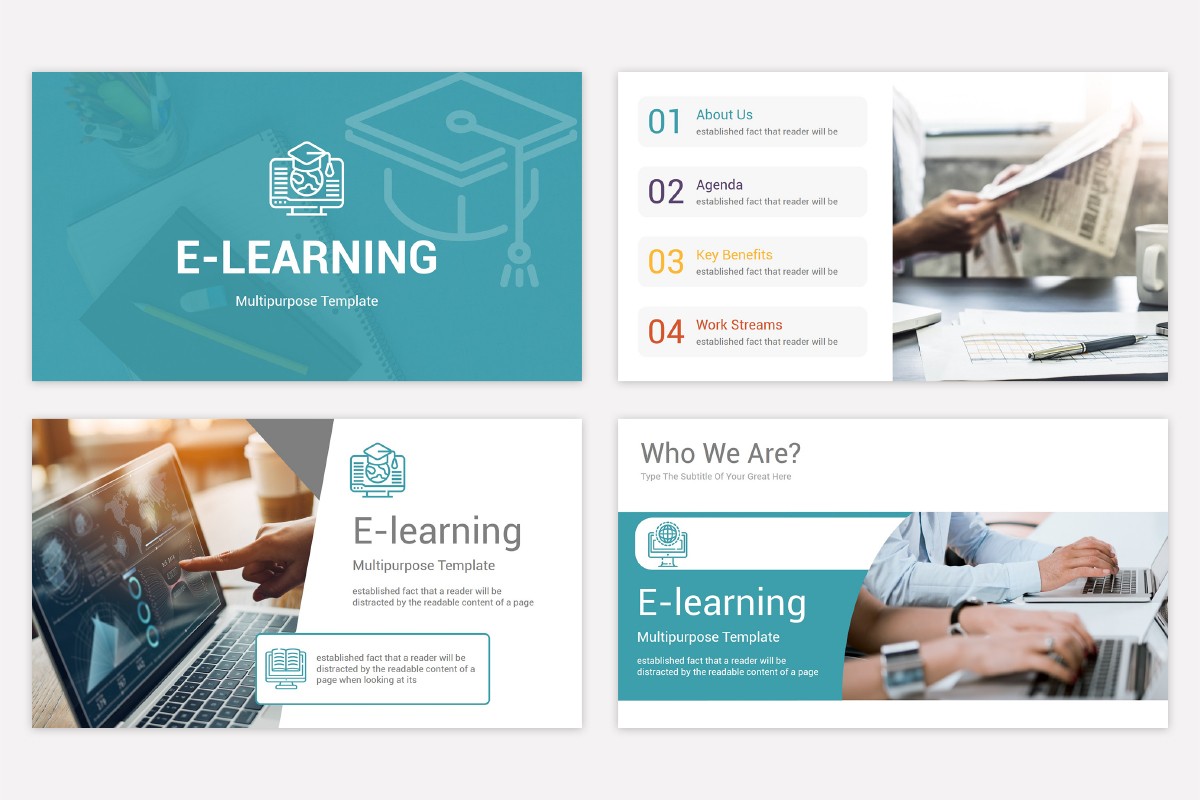 E-LEARNING
Multipurpose Template
01
About Us
established fact that reader will be
02
Agenda
established fact that reader will be
03
Key Benefits
established fact that reader will be
04
Work Streams
established fact that reader will be
E-learning
Multipurpose Template
established fact that a reader will be
distracted by the readable content of a page
established fact that a reader will be
distracted by the readable content of a
page when looking at its
Who We Are?
Type The Subtitle Of Your Great Here
E-learning
Multipurpose Template
established fact that a reader will be
distracted by the readable content of a page